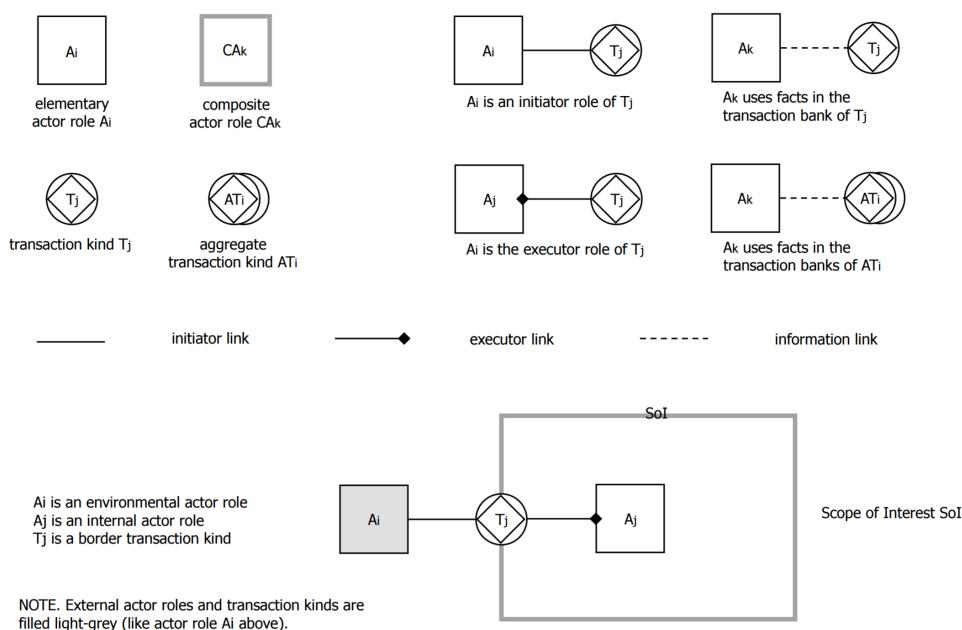 Ai
CAk
Ai
Tj
Ak
Tj
elementary
actor role Ai
composite
actor role CAk
Ai is an initiator role of Tj
Ak uses facts in the
transaction bank of Tj
Tj
ATi
Aj
Tj
Ak
ATi
transaction kind Tj
aggregate
transaction kind ATi
Ai is the executor role of Tj
Ak uses facts in the
transaction banks of ATi
initiator link
executor link
information link
SoI
Ai is an environmental actor role
Aj is an internal actor role
Tj is a border transaction kind
Ai
Tj
Aj
Scope of Interest SoI
NOTE. External actor roles and transaction kinds are
filled light-grey (like actor role Ai above).